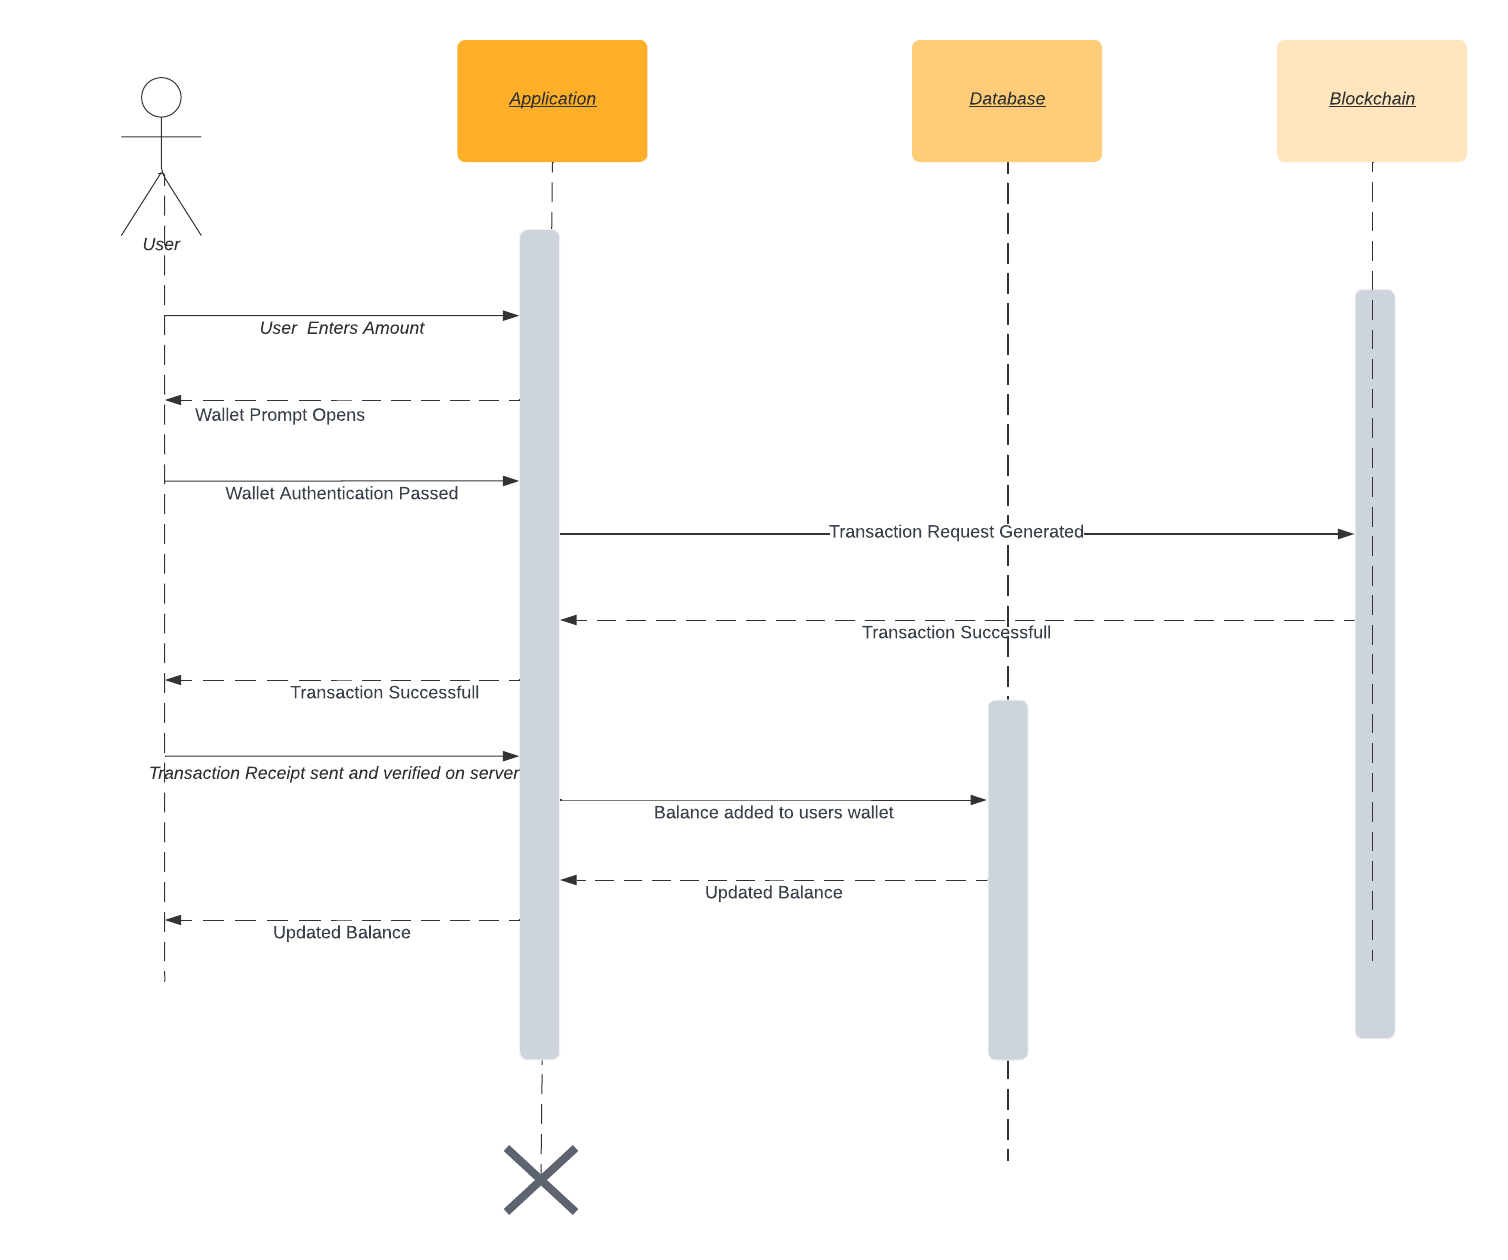 Application
Database
Blockchain
User
User  Enters Amount
Wallet Prompt Opens
Wallet Authentication Passed
Transaction Request Generated
Transaction Successfull
Transaction Successfull
Transaction Receipt sent and verified on server
Balance added to users wallet
Updated Balance
Updated Balance